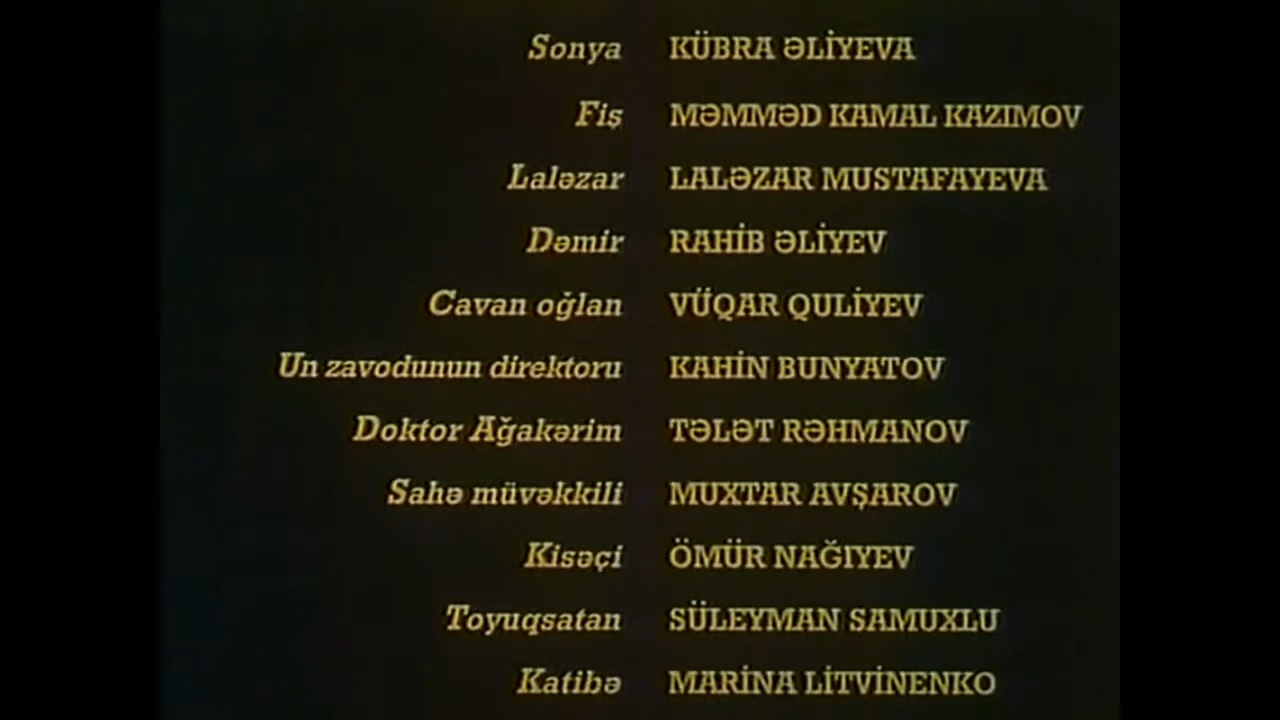 Sonya KÜBRA ƏLİYEVA
Fiş MƏMMƏD KAMAL KAZIMOV
Laləzar LALƏZAR MUSTAFAYEVA
Dəmir RAHİB ƏLİYEV
Cavan oğlan VÜQAR QULİYEV
Un zavodunun direktoru KAHİN BUNYATOV
Doktor Ağakərim TƏLƏT RƏHMANOV
Sahə müvəkkili MUXTAR AVŞAROV
Kisəçi ÖMÜR NAĞIYEV
Toyuqsatan SÜLEYMAN SAMUXLU
Katibə MARİNA LİTVİNENKO